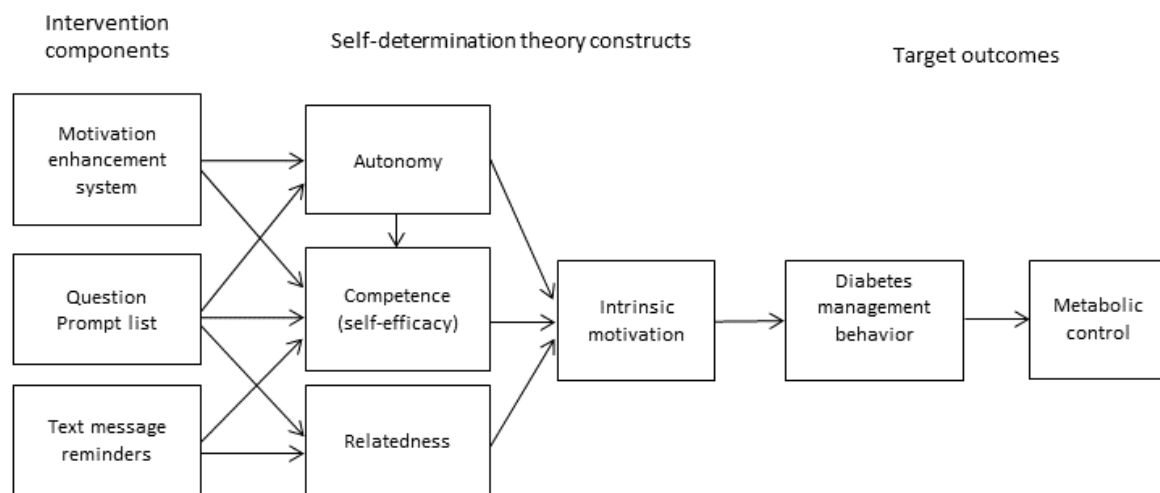 Intervention
components
Self-determination theory constructs
Target outcomes
Motivation
enhancement
system
Autonomy
Question
Prompt list
Competence
(self-efficacy)
Intrinsic
motivation
Diabetes
management
behavior
Metabolic
control
Text message
reminders
Relatedness